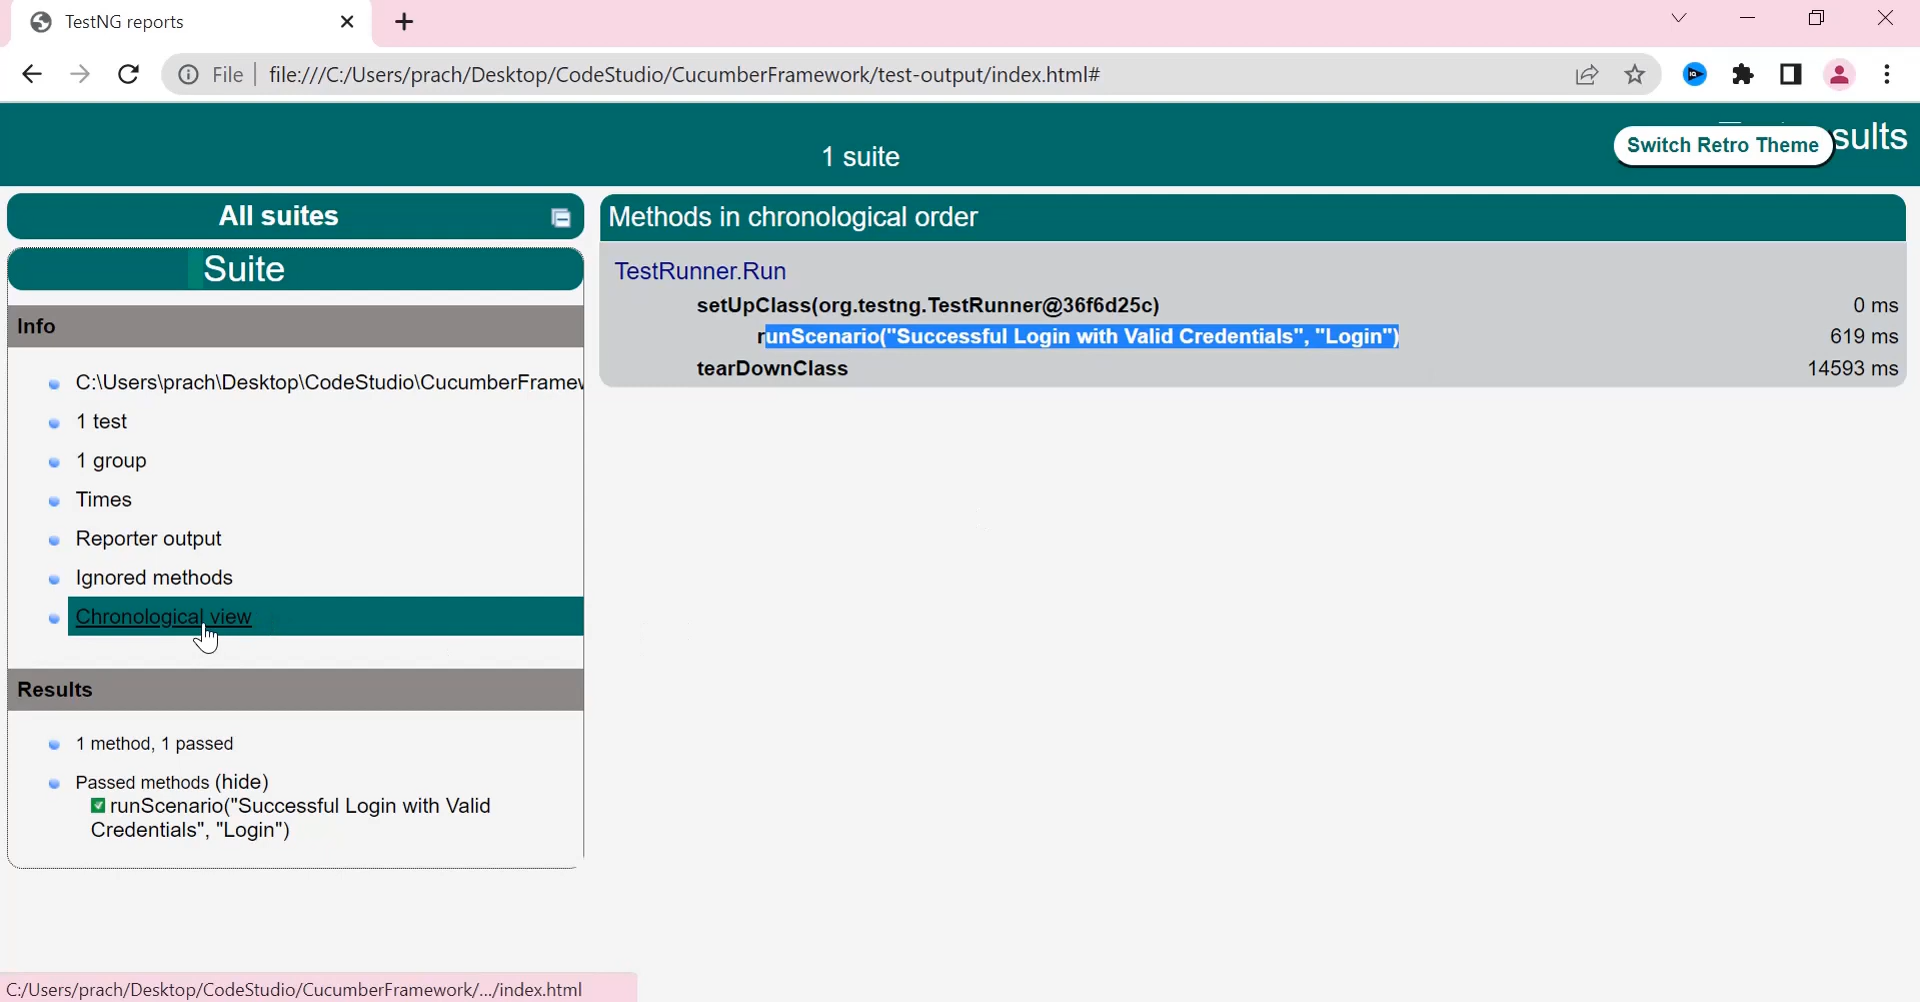 TestNG reports
File
file:///C:/Users/prach/Desktop/CodeStudio/CucumberFramework/test-output/index.html#
1 suite
Switch Retro Theme
sults
All suites
Suite
Info
C:\Users\prach\Desktop\CodeStudio\CucumberFramew
1 test
1 group
Times
Reporter output
Ignored methods
Chronological view
Results
1 method, 1 passed
Passed methods (hide)
runScenario("Successful Login with Valid
Credentials", "Login")
Methods in chronological order
TestRunner.Run
setUpClass(org.testng.TestRunner@36f6d25c) 0 ms
runScenario("Successful Login with Valid Credentials", "Login") 619 ms
tearDownClass 14593 ms
C:/Users/prach/Desktop/CodeStudio/CucumberFramework/.../index.html